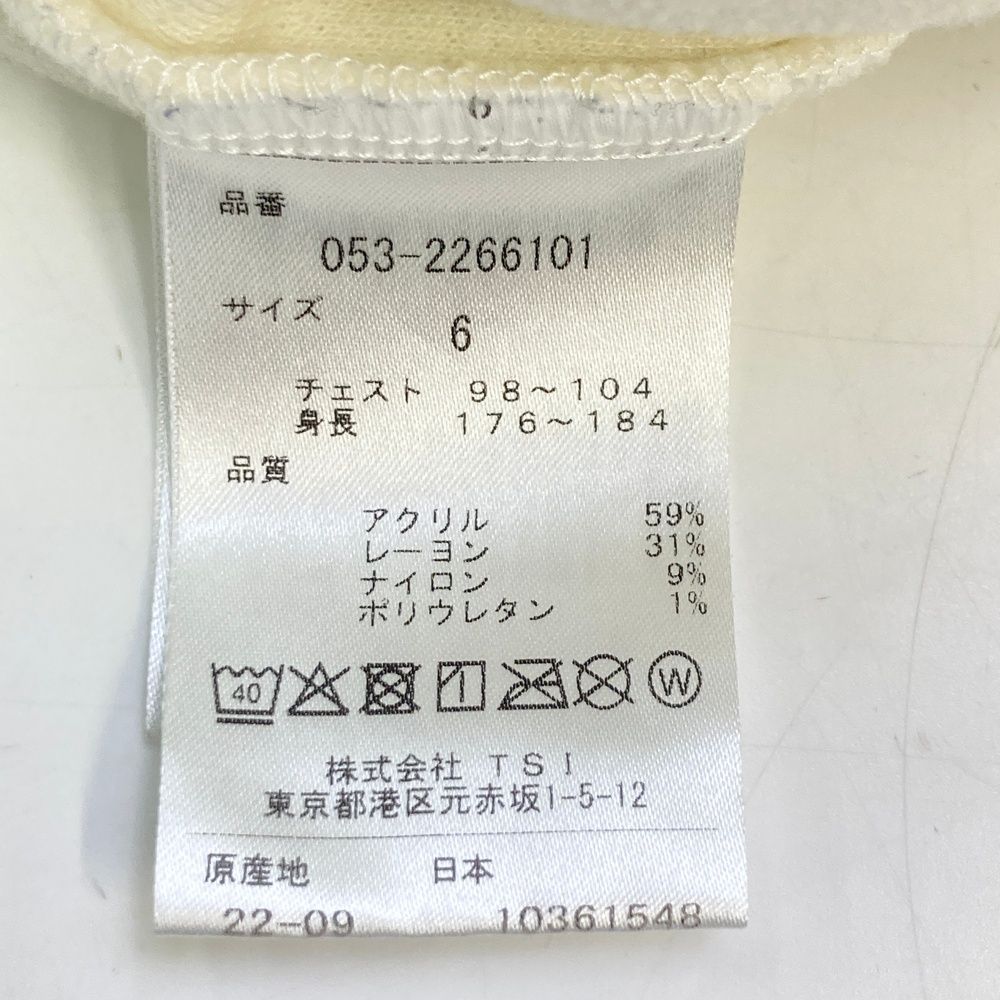 6
品番
053-2266101
サイズ
6
チェスト 98～104
身長 176～184
品質
アクリル 59%
レーヨン 31%
ナイロン 9%
ポリウレタン 1%
40 W
株式会社 TSI
東京都港区元赤坂1-5-12
原産地 日本
22-09 10361548